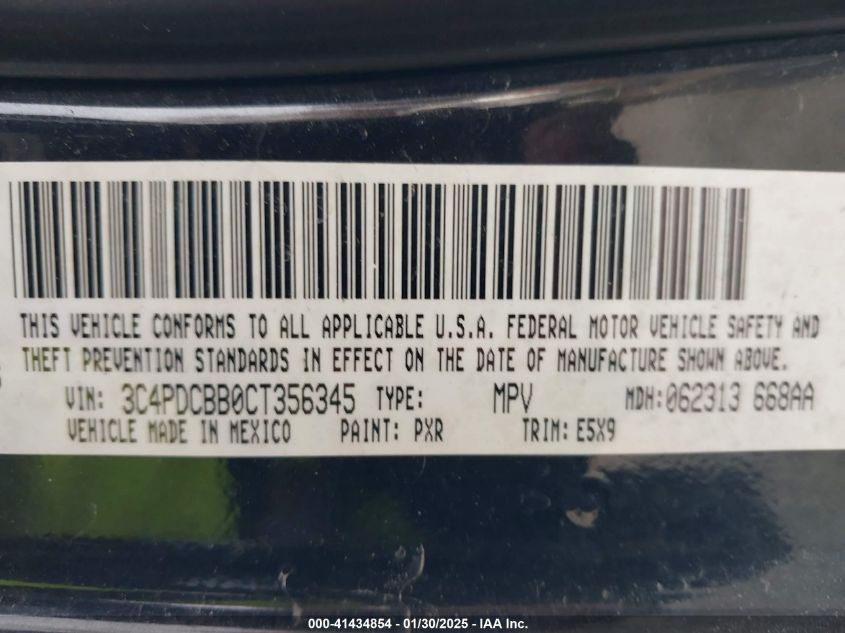 THIS VEHICLE CONFORMS TO ALL APPLICABLE U.S.A. FEDERAL MOTOR VEHICLE SAFETY AND
THEFT PREVENTION STANDARDS IN EFFECT ON THE DATE OF MANUFACTURE SHOWN ABOVE.
VIN: 3C4PDCBB0CT356345 TYPE: MPV MDH: 062313 668AA
VEHICLE MADE IN MEXICO PAINT: PXR TRIM: E5X9
000-41434854 - 01/30/2025 - IAA Inc.